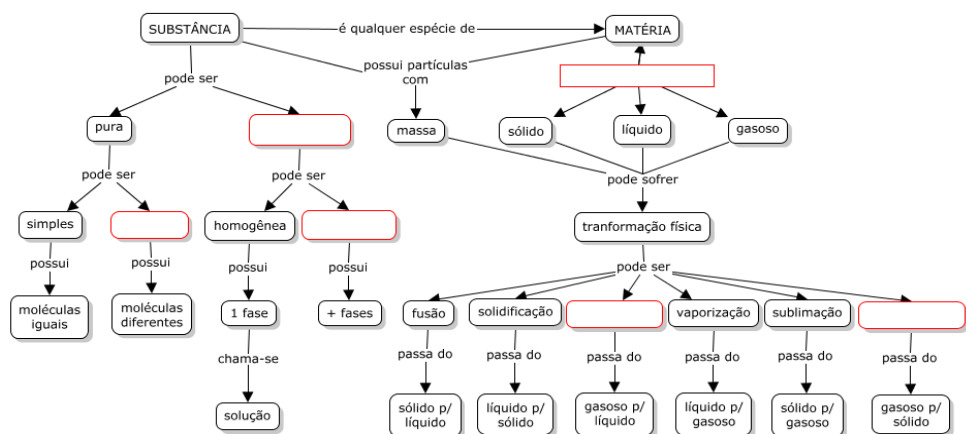 SUBSTÂNCIA
é qualquer espécie de
MATÉRIA
possui partículas
com
pode ser
pura
massa
sólido
líquido
gasoso
pode ser
pode ser
pode sofrer
simples
homogênea
tranformação física
possui
possui
possui
possui
pode ser
moléculas
iguais
moléculas
diferentes
1 fase
+ fases
fusão
solidificação
vaporização
sublimação
chama-se
passa do
passa do
passa do
passa do
passa do
passa do
solução
sólido p/
líquido
líquido p/
sólido
gasoso p/
líquido
líquido p/
gasoso
sólido p/
gasoso
gasoso p/
sólido